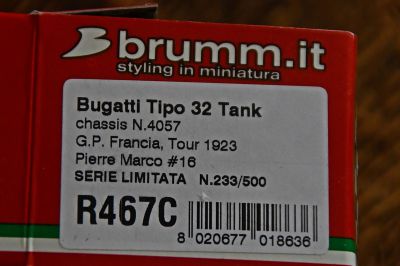 brumm.it
styling in miniatura
Bugatti Tipo 32 Tank
chassis N.4057
G.P. Francia, Tour 1923
Pierre Marco #16
SERIE LIMITATA N.233/500
R467C
8 020677 018636